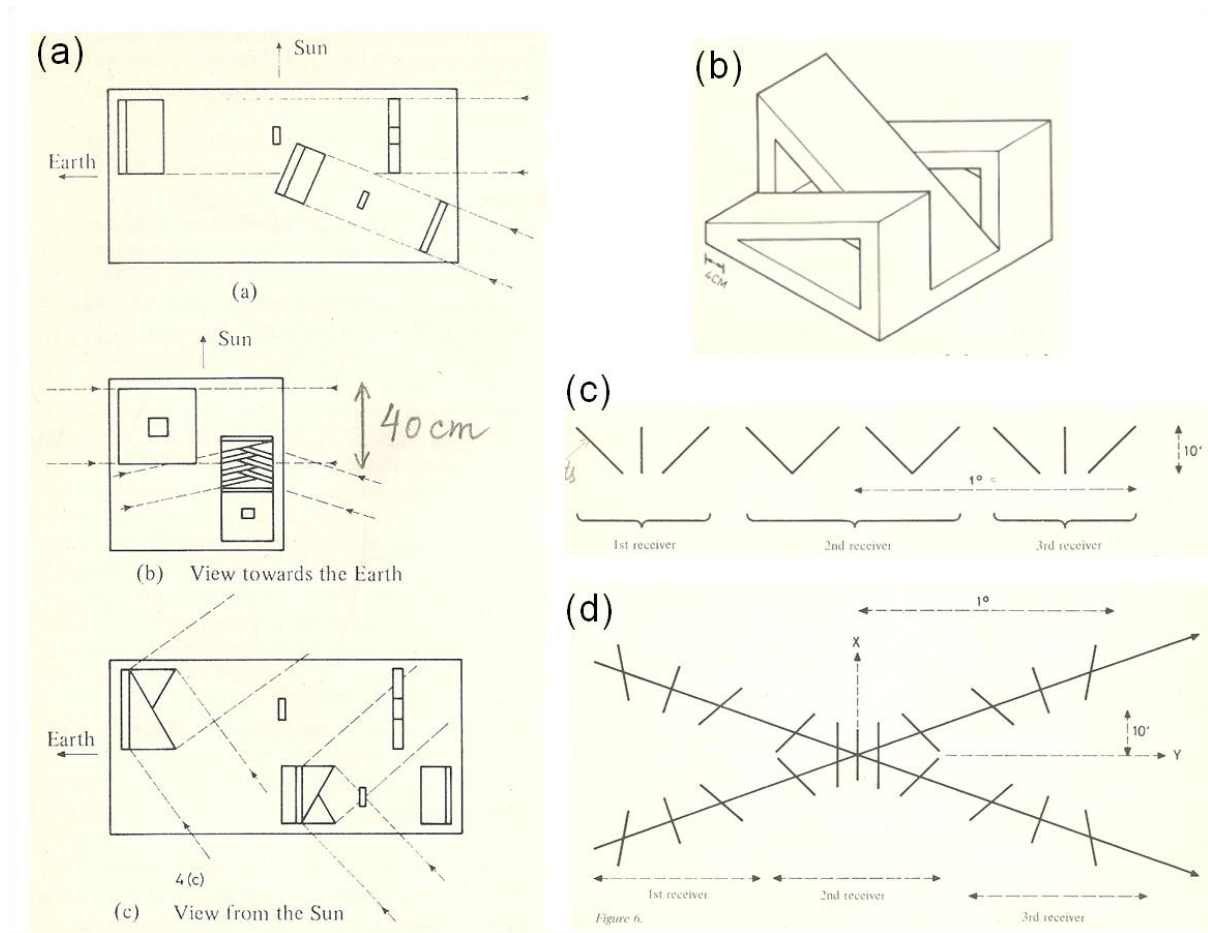 (a)
Sun
Earth
(a)
Sun
40 cm
(b) View towards the Earth
Earth
4(c)
(c) View from the Sun
(b)
4CM
(c)
10'
1°
1st receiver
2nd receiver
3rd receiver
(d)
1°
X
10'
Y
1st receiver
2nd receiver
3rd receiver
Figure 6.